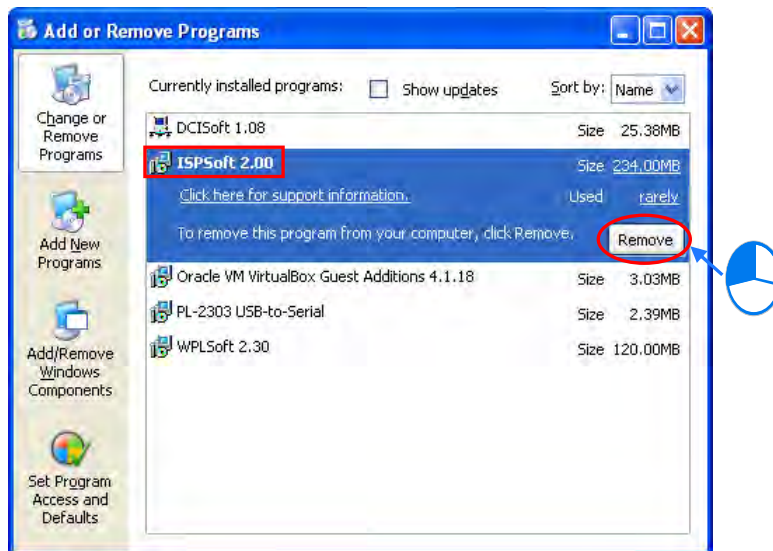 Add or Remove Programs
Currently installed programs: Show updates Sort by: Name
Change or
Remove
Programs
DCISoft 1.08 Size 25.38MB
ISPSoft 2.00 Size 234.00MB
Click here for support information. Used rarely
To remove this program from your computer, click Remove. Remove
Add New
Programs
Oracle VM VirtualBox Guest Additions 4.1.18 Size 3.03MB
PL-2303 USB-to-Serial Size 2.39MB
WPLSoft 2.30 Size 120.00MB
Add/Remove
Windows
Components
Set Program
Access and
Defaults